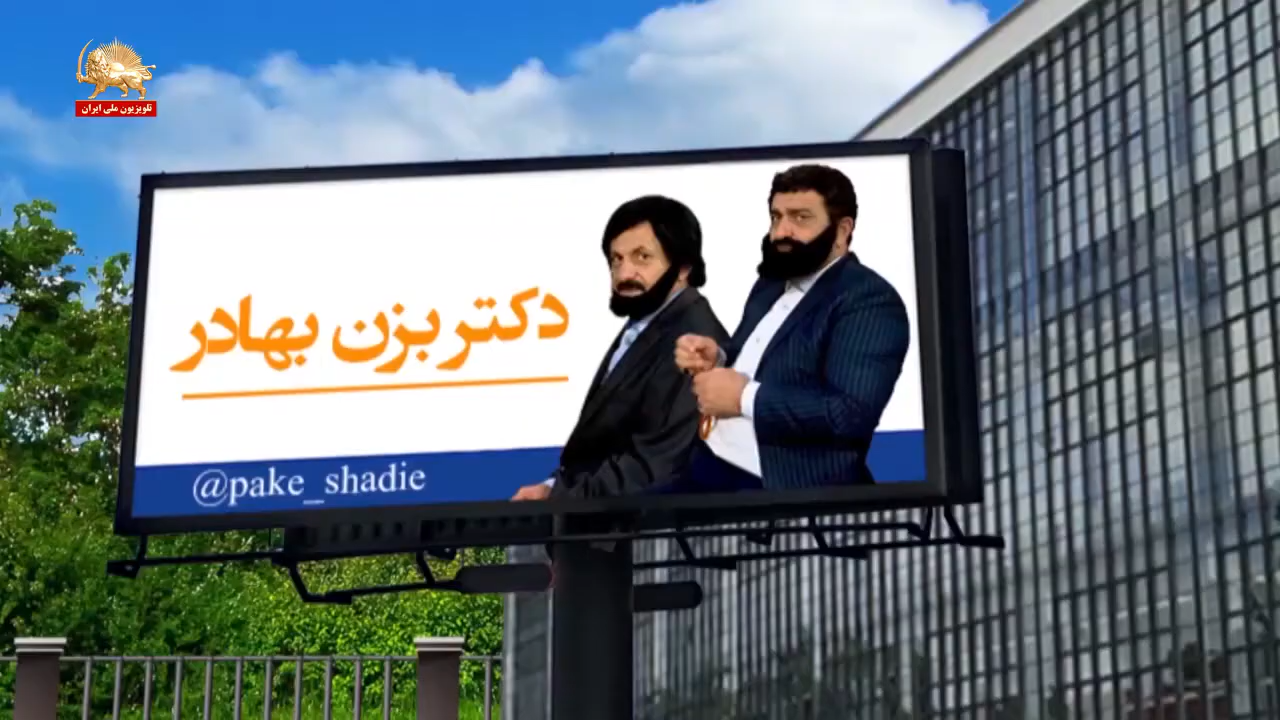 تلویزیون ملی ایران
دکتر بزن بهادر
@pake_shadie